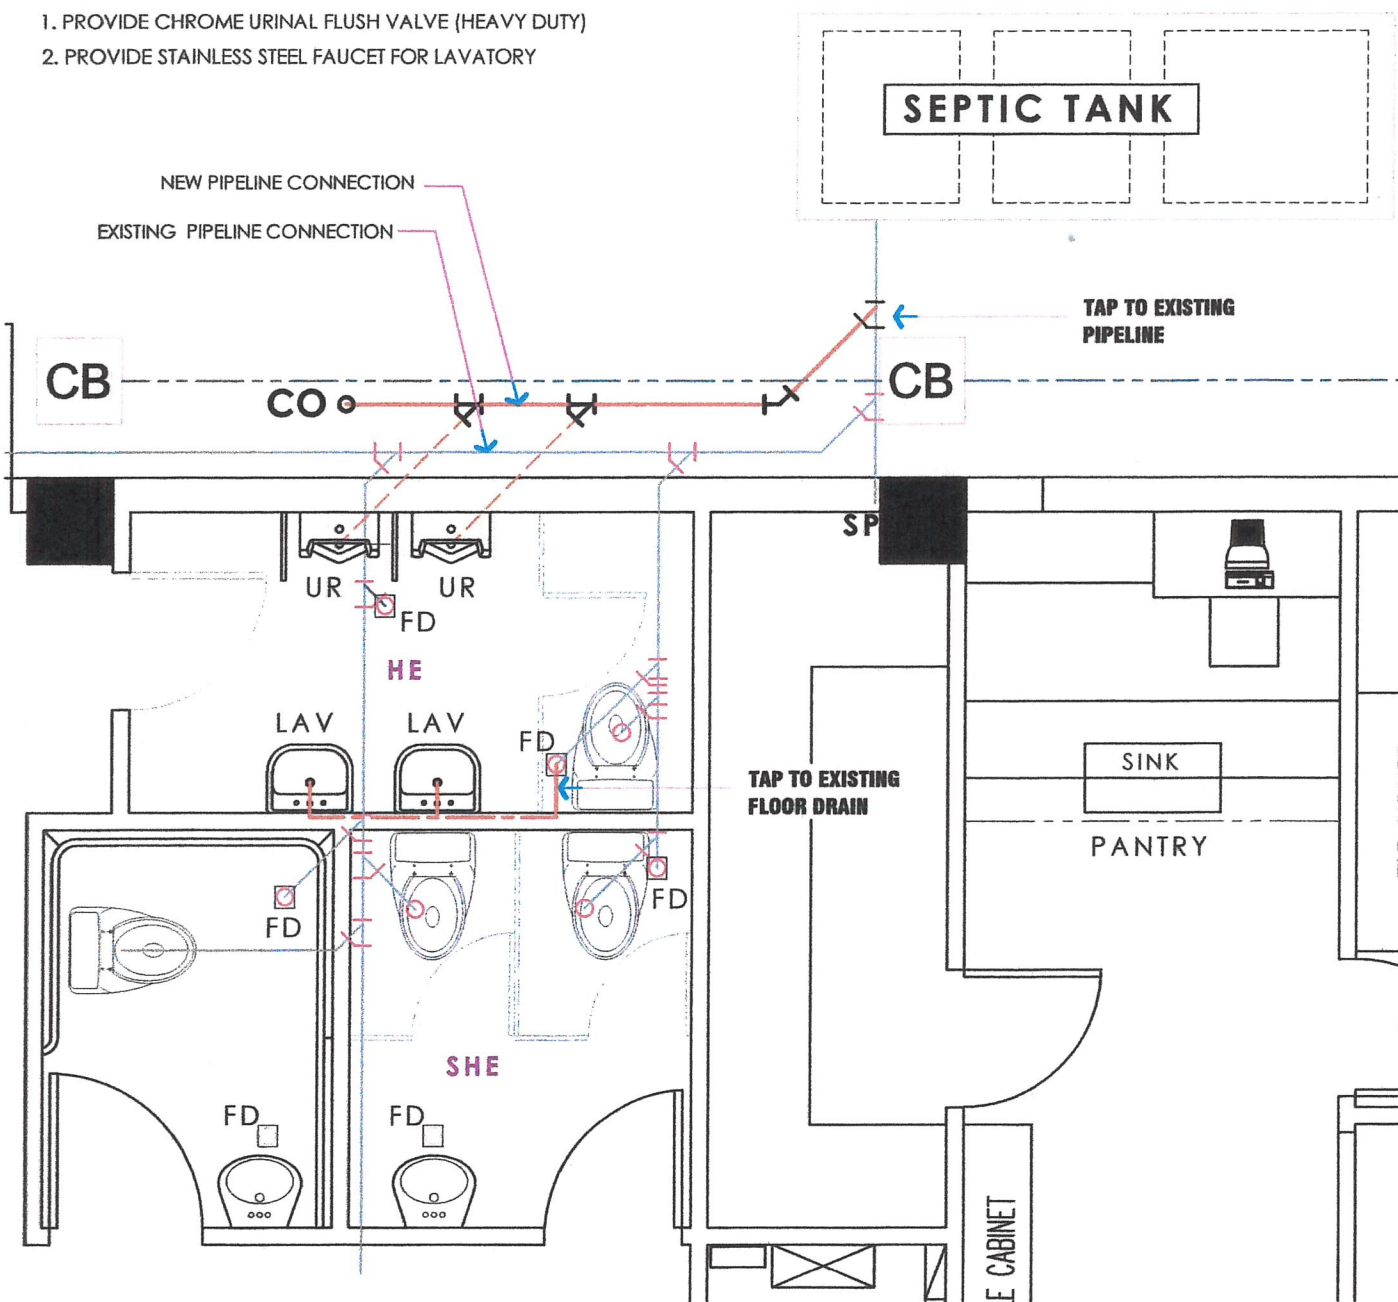 1. PROVIDE CHROME URINAL FLUSH VALVE (HEAVY DUTY)
2. PROVIDE STAINLESS STEEL FAUCET FOR LAVATORY
SEPTIC TANK
NEW PIPELINE CONNECTION
EXISTING PIPELINE CONNECTION
TAP TO EXISTING
PIPELINE
CB
CO
CB
SP
UR
UR
FD
HE
LAV
LAV
FD
TAP TO EXISTING
FLOOR DRAIN
SINK
PANTRY
FD
FD
SHE
FD
FD
LE CABINET